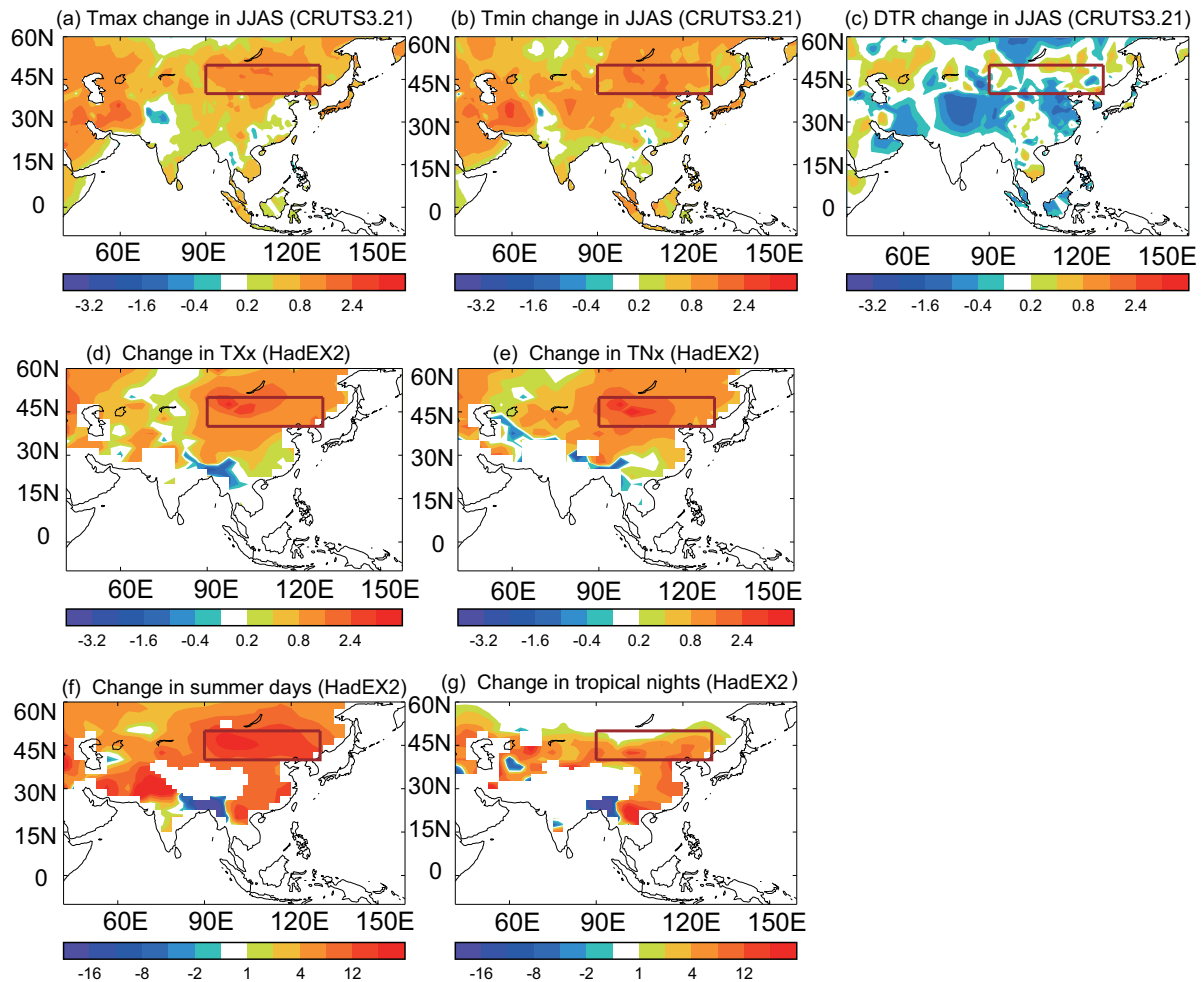 (a) Tmax change in JJAS (CRUTS3.21)
(b) Tmin change in JJAS (CRUTS3.21)
(c) DTR change in JJAS (CRUTS3.21)
60N
45N
30N
15N
0
60E 90E 120E 150E
-3.2 -1.6 -0.4 0.2 0.8 2.4
60N
45N
30N
15N
0
60E 90E 120E 150E
-3.2 -1.6 -0.4 0.2 0.8 2.4
60N
45N
30N
15N
0
60E 90E 120E 150E
-3.2 -1.6 -0.4 0.2 0.8 2.4
(d) Change in TXx (HadEX2)
(e) Change in TNx (HadEX2)
60N
45N
30N
15N
0
60E 90E 120E 150E
-3.2 -1.6 -0.4 0.2 0.8 2.4
60N
45N
30N
15N
0
60E 90E 120E 150E
-3.2 -1.6 -0.4 0.2 0.8 2.4
(f) Change in summer days (HadEX2)
(g) Change in tropical nights (HadEX2)
60N
45N
30N
15N
0
60E 90E 120E 150E
-16 -8 -2 1 4 12
60N
45N
30N
15N
0
60E 90E 120E 150E
-16 -8 -2 1 4 12